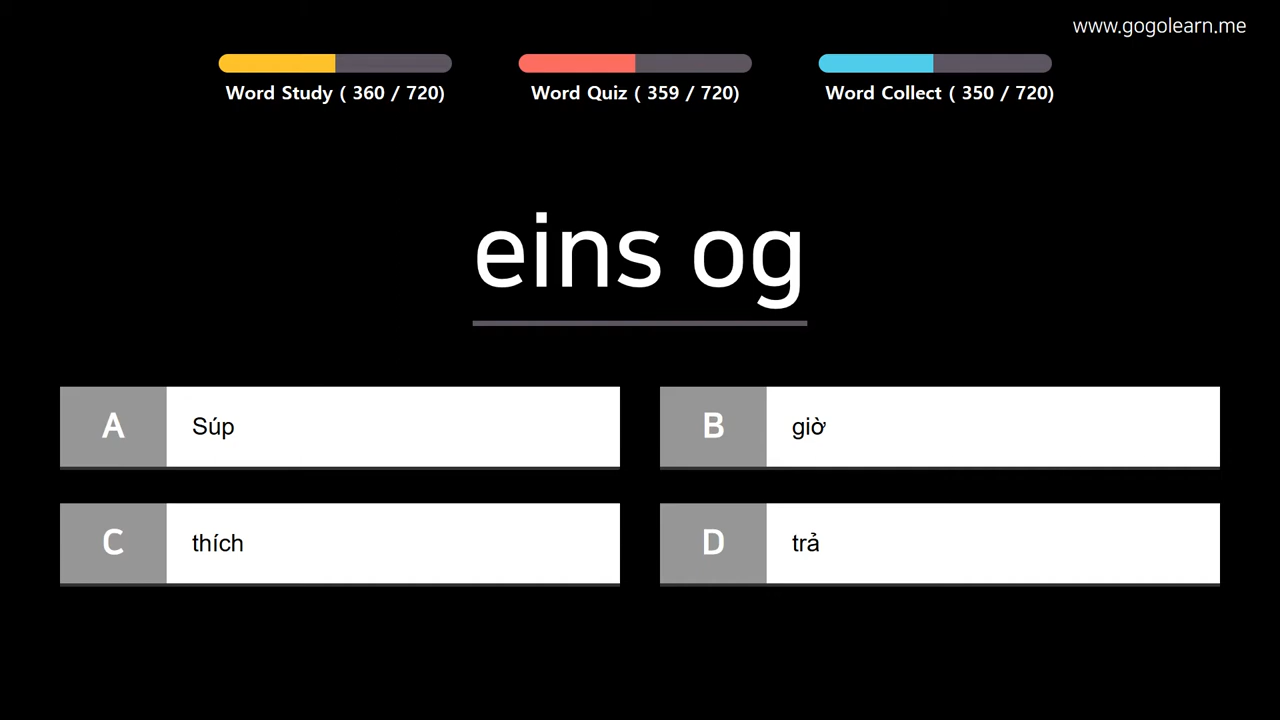 www.gogolearn.me
Word Study ( 360 / 720)
Word Quiz ( 359 / 720)
Word Collect ( 350 / 720)
eins og
A
Súp
B
giờ
C
thích
D
trả